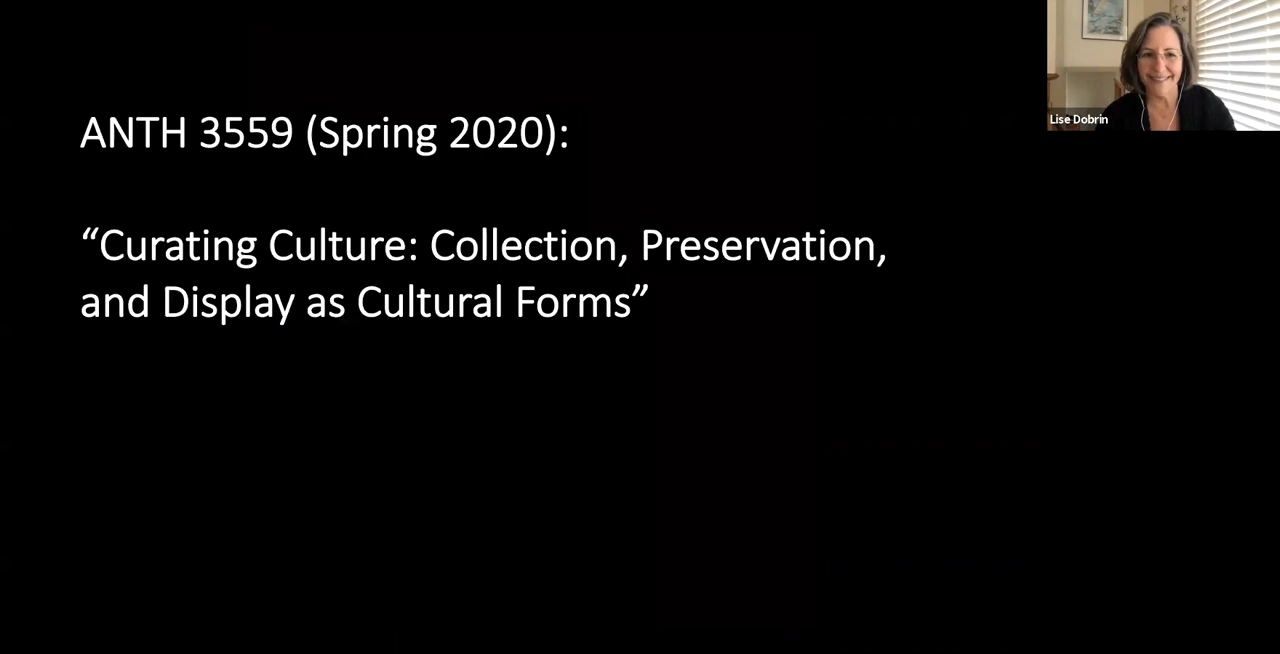 ANTH 3559 (Spring 2020):
“Curating Culture: Collection, Preservation,
and Display as Cultural Forms”
Lise Dobrin